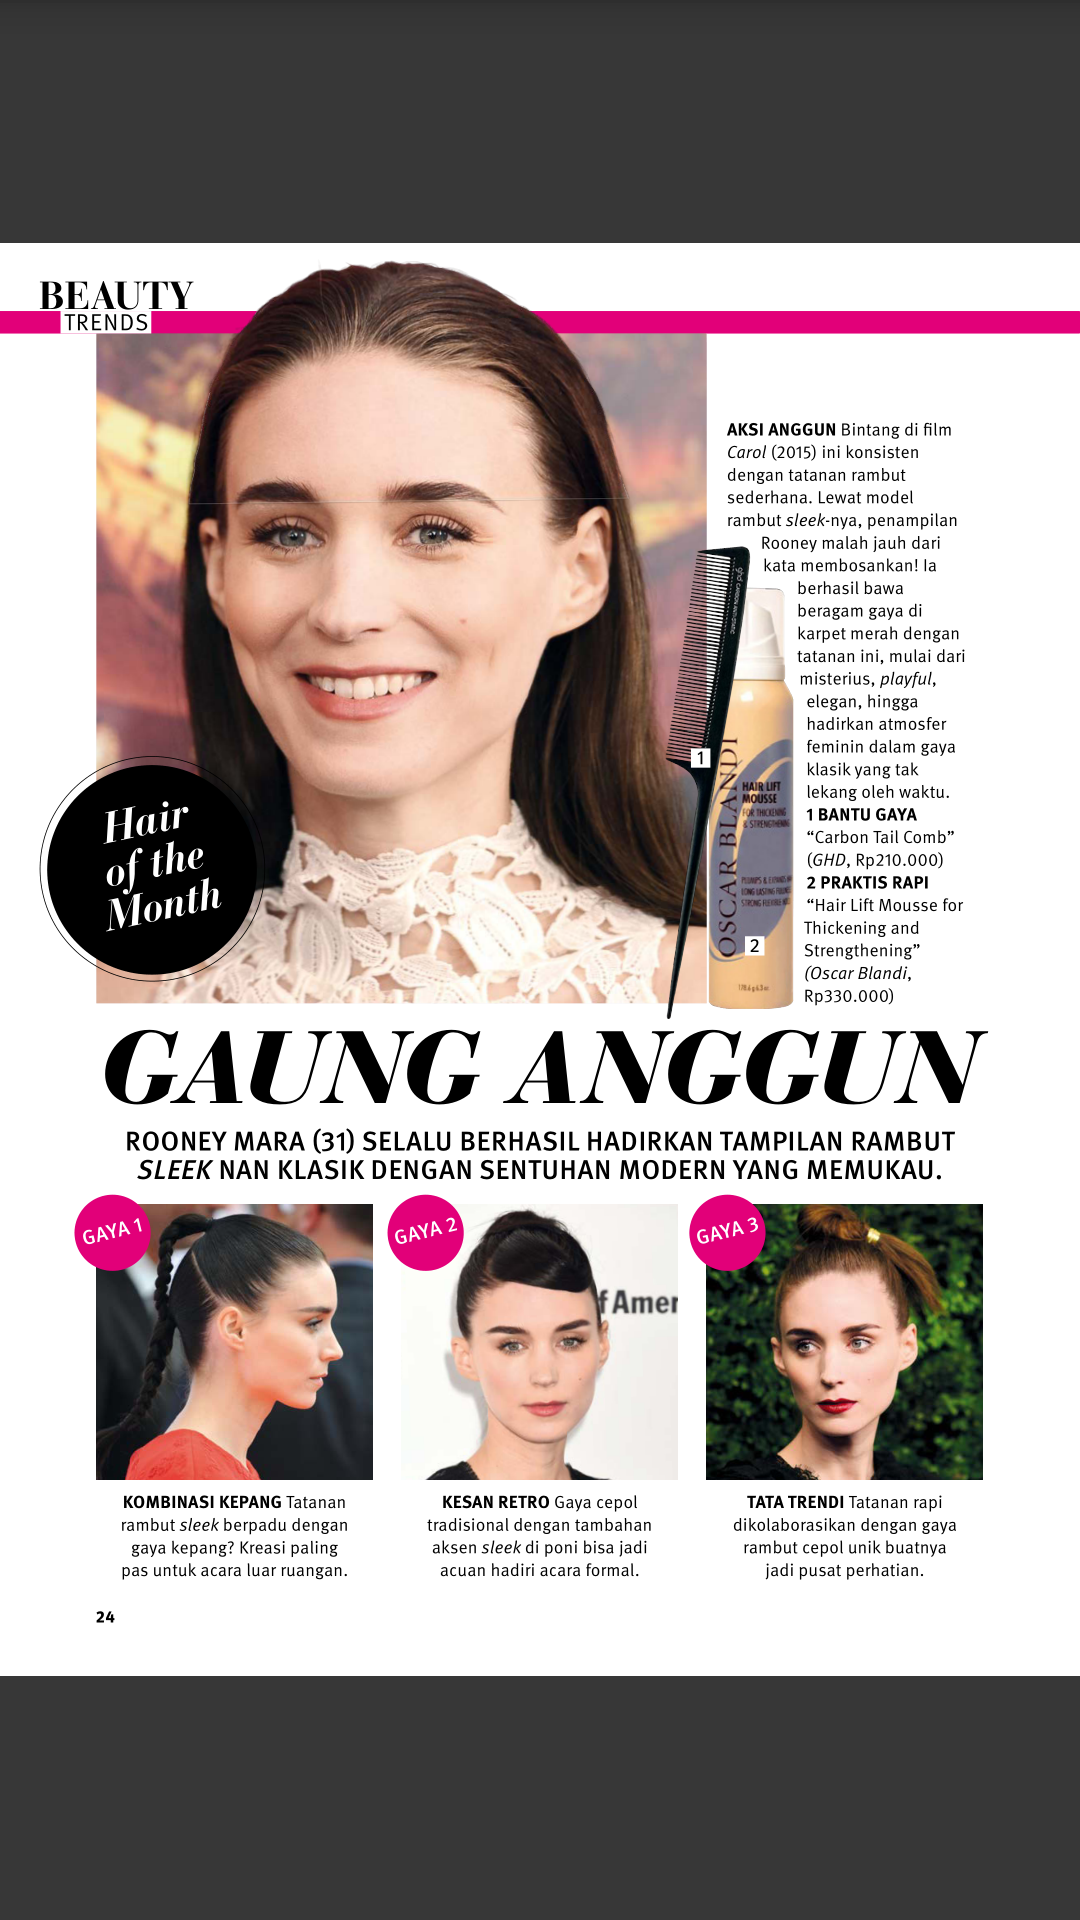 BEAUTY
TRENDS
AKSI ANGGUN Bintang di film
Carol (2015) ini konsisten
dengan tatanan rambut
sederhana. Lewat model
rambut sleek-nya, penampilan
Rooney malah jauh dari
kata membosankan! Ia
berhasil bawa
beragam gaya di
karpet merah dengan
tatanan ini, mulai dari
misterius, playful,
elegan, hingga
hadirkan atmosfer
feminin dalam gaya
klasik yang tak
lekang oleh waktu.
1 BANTU GAYA
“Carbon Tail Comb”
(GHD, Rp210.000)
2 PRAKTIS RAPI
“Hair Lift Mousse for
Thickening and
Strengthening”
(Oscar Blandi,
Rp330.000)
ghd
1
OSCAR BLANDI
HAIR LIFT
MOUSSE
FOR THICKENING
& STRENGTHENING
2
Hair
of the
Month
GAUNG ANGGUN
ROONEY MARA (31) SELALU BERHASIL HADIRKAN TAMPILAN RAMBUT
SLEEK NAN KLASIK DENGAN SENTUHAN MODERN YANG MEMUKAU.
GAYA 1
KOMBINASI KEPANG Tatanan
rambut sleek berpadu dengan
gaya kepang? Kreasi paling
pas untuk acara luar ruangan.
GAYA 2
f Amer
KESAN RETRO Gaya cepol
tradisional dengan tambahan
aksen sleek di poni bisa jadi
acuan hadiri acara formal.
GAYA 3
TATA TRENDI Tatanan rapi
dikolaborasikan dengan gaya
rambut cepol unik buatnya
jadi pusat perhatian.
24